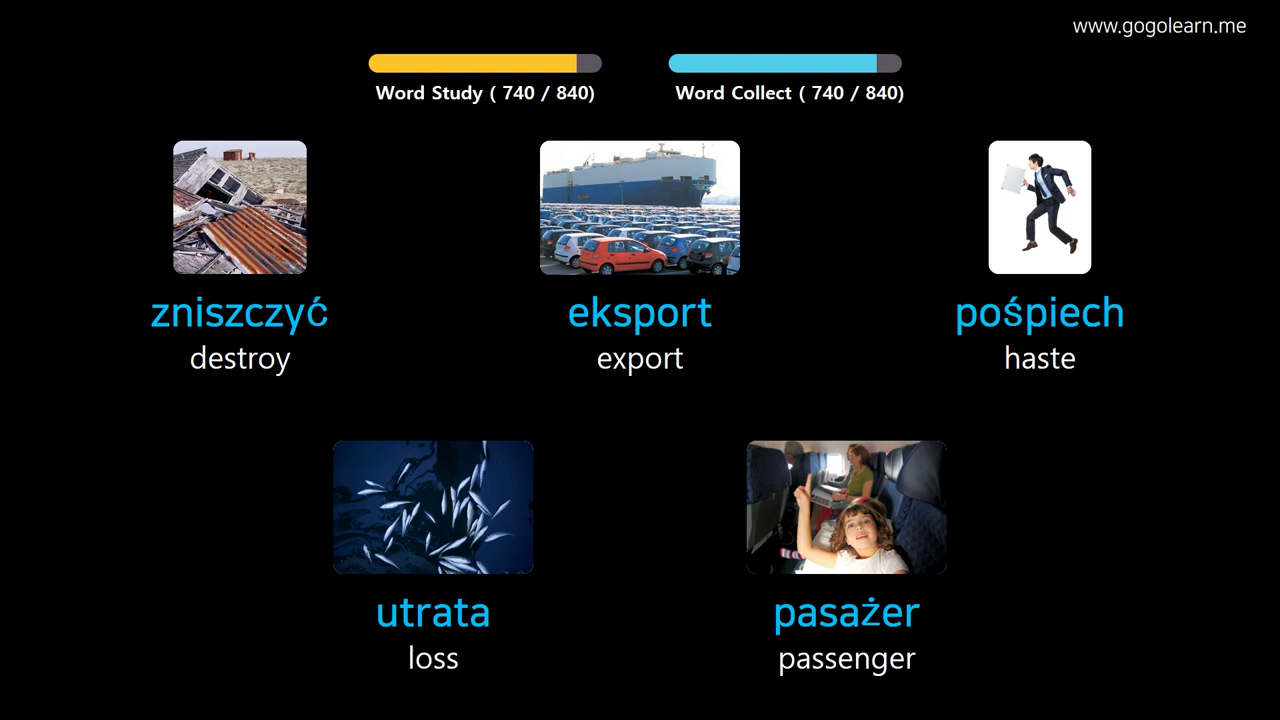 www.gogolearn.me
Word Study ( 740 / 840)
Word Collect ( 740 / 840)
zniszczyć
destroy
eksport
export
pośpiech
haste
utrata
loss
pasażer
passenger